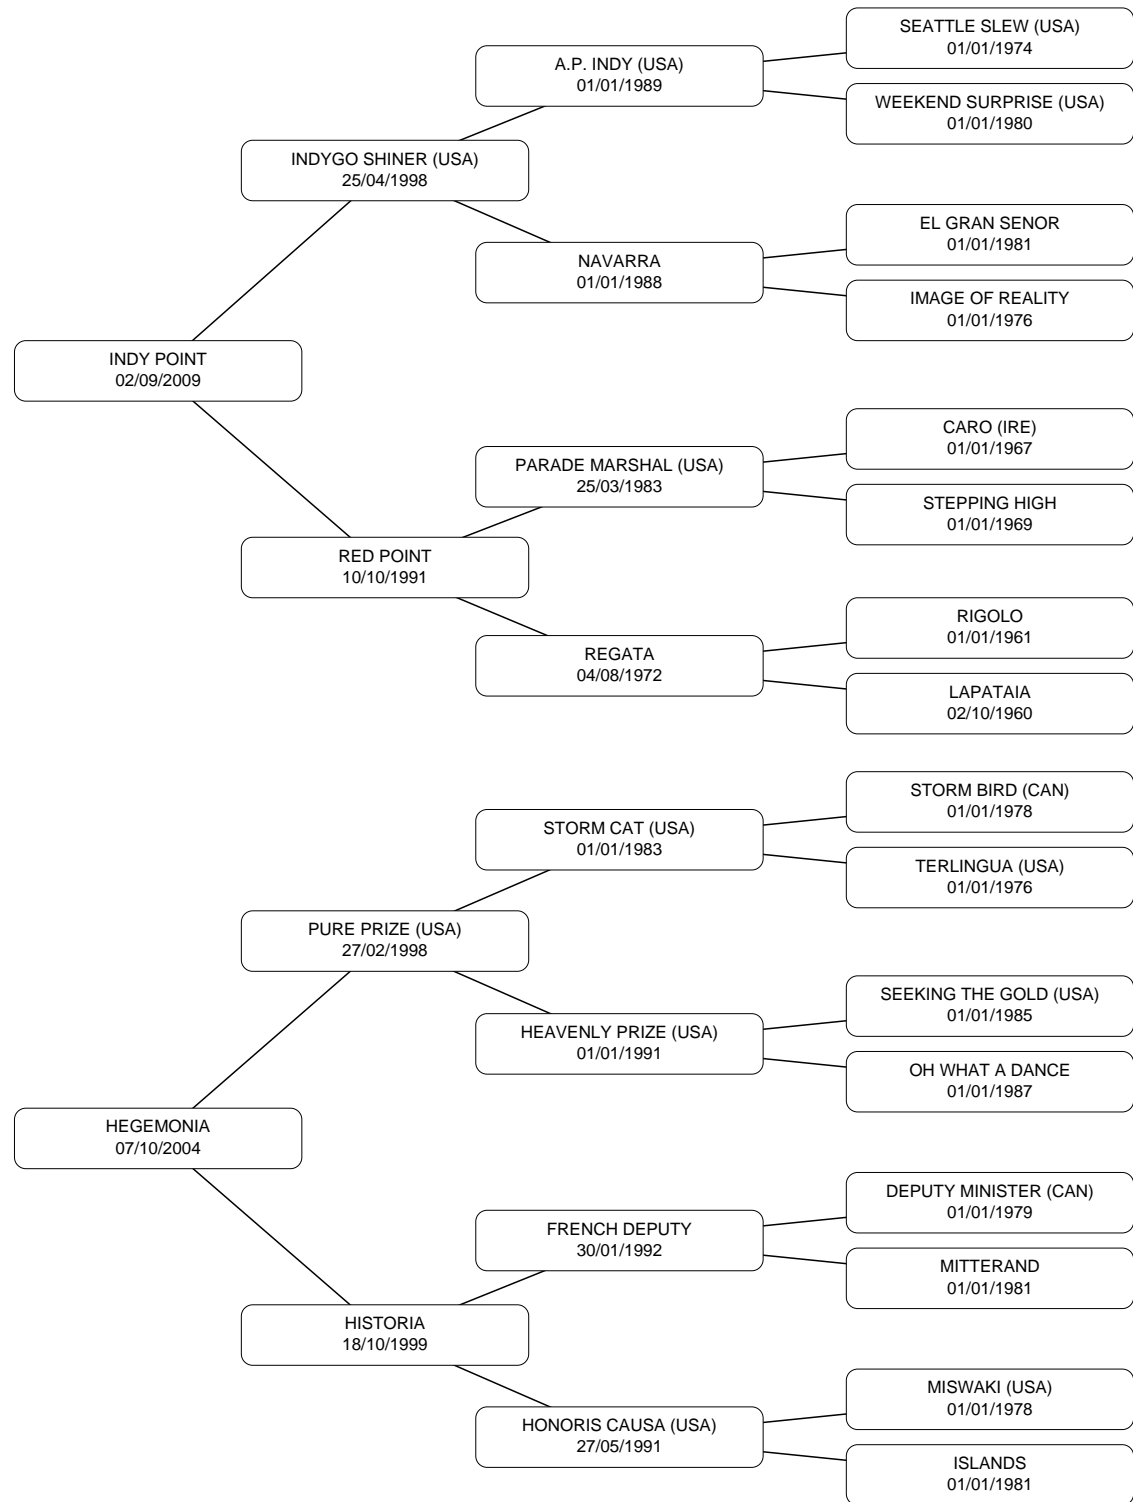 SEATTLE SLEW (USA)
01/01/1974
A.P. INDY (USA)
01/01/1989
WEEKEND SURPRISE (USA)
01/01/1980
INDYGO SHINER (USA)
25/04/1998
EL GRAN SENOR
01/01/1981
NAVARRA
01/01/1988
IMAGE OF REALITY
01/01/1976
INDY POINT
02/09/2009
CARO (IRE)
01/01/1967
PARADE MARSHAL (USA)
25/03/1983
STEPPING HIGH
01/01/1969
RED POINT
10/10/1991
RIGOLO
01/01/1961
REGATA
04/08/1972
LAPATAIA
02/10/1960
STORM BIRD (CAN)
01/01/1978
STORM CAT (USA)
01/01/1983
TERLINGUA (USA)
01/01/1976
PURE PRIZE (USA)
27/02/1998
SEEKING THE GOLD (USA)
01/01/1985
HEAVENLY PRIZE (USA)
01/01/1991
OH WHAT A DANCE
01/01/1987
HEGEMONIA
07/10/2004
DEPUTY MINISTER (CAN)
01/01/1979
FRENCH DEPUTY
30/01/1992
MITTERAND
01/01/1981
HISTORIA
18/10/1999
MISWAKI (USA)
01/01/1978
HONORIS CAUSA (USA)
27/05/1991
ISLANDS
01/01/1981